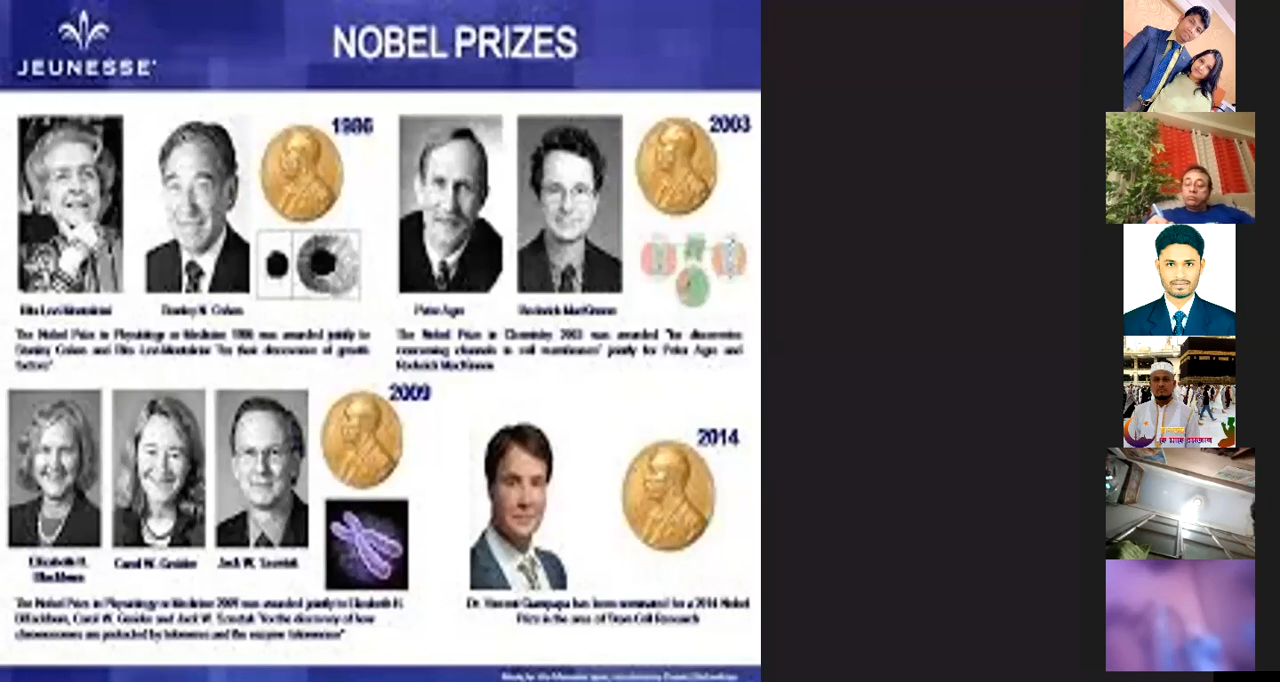 JEUNESSE
NOBEL PRIZES
1986
2003
Rita Levi-Montalcini
Stanley N. Cohen
Peter Agre
Roderick MacKinnon
The Nobel Prize in Physiology or Medicine 1986 was awarded jointly to
Stanley Cohen and Rita Levi-Montalcini "for their discoveries of growth
factors"
The Nobel Prize in Chemistry 2003 was awarded "for discoveries
concerning channels in cell membranes" jointly for Peter Agre and
Roderick MacKinnon
2009
2014
Elizabeth H.
Blackburn
Carol W. Greider
Jack W. Szostak
The Nobel Prize in Physiology or Medicine 2009 was awarded jointly to Elizabeth H.
Blackburn, Carol W. Greider and Jack W. Szostak "for the discovery of how
chromosomes are protected by telomeres and the enzyme telomerase"
Dr. Vincent Giampapa has been nominated for a 2014 Nobel
Prize in the area of Stem Cell Research